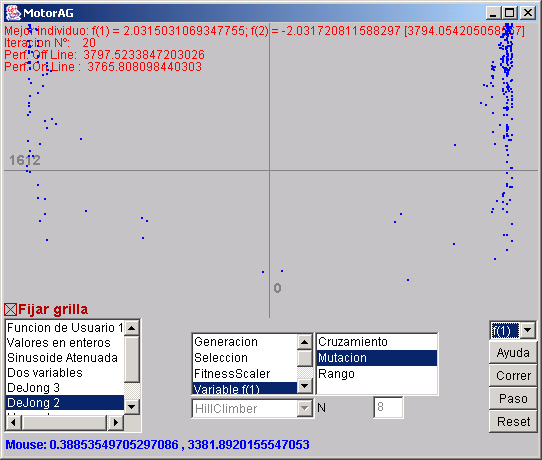 MotorAG
Mejor Individuo: f(1) = 2.0315031069347755; f(2) = -2.031720811588297 [3794.054205058
Iteracion Nº: 20
Perf. Off Line: 3797.5233847203026
Perf. On Line : 3765.808098440303
1612
0
Fijar grilla
Funcion de Usuario 1
Valores en enteros
Sinusoide Atenuada
Dos variables
DeJong 3
DeJong 2
Generacion
Seleccion
FitnessScaler
Variable f(1)
Cruzamiento
Mutacion
Rango
HillClimber
N
8
f(1)
Ayuda
Correr
Paso
Reset
Mouse: 0.38853549705297086 , 3381.8920155547053